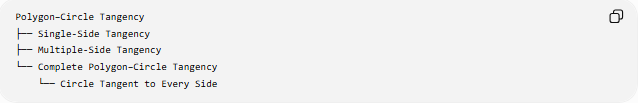 Polygon–Circle Tangency
├── Single-Side Tangency
├── Multiple-Side Tangency
└── Complete Polygon–Circle Tangency
    └── Circle Tangent to Every Side